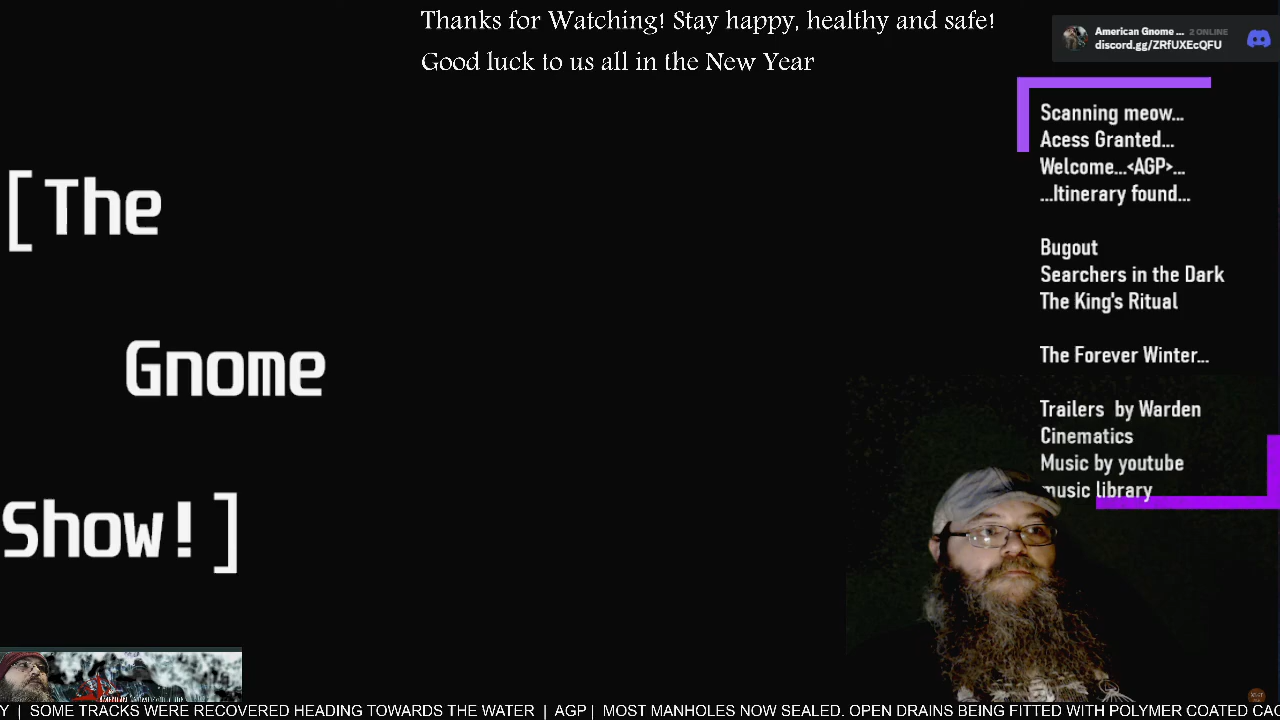 Thanks for Watching! Stay happy, healthy and safe!
Good luck to us all in the New Year
American Gnome ... 2 ONLINE
discord.gg/ZRfUXEcQFU
Scanning meow...
Acess Granted...
Welcome...<AGP>...
...Itinerary found...
Bugout
Searchers in the Dark
The King's Ritual
The Forever Winter...
Trailers by Warden
Cinematics
Music by youtube
music library
[The
Gnome
Show!]
Y | SOME TRACKS WERE RECOVERED HEADING TOWARDS THE WATER | AGP | MOST MANHOLES NOW SEALED. OPEN DRAINS BEING FITTED WITH POLYMER COATED CAG